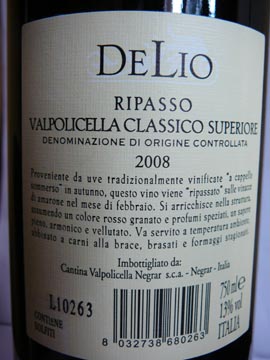 DELIO
RIPASSO
VALPOLICELLA CLASSICO SUPERIORE
DENOMINAZIONE DI ORIGINE CONTROLLATA
2008
Proveniente da uve tradizionalmente vinificate "a cappello
sommerso" in autunno, questo vino viene "ripassato" sulle vinacce
di amarone nel mese di febbraio. Si arricchisce nella struttura,
assumendo un colore rosso granato e profumi speziati, un sapore
pieno, armonico e vellutato. Va servito a temperatura ambiente,
abbinato a carni alla brace, brasati e formaggi stagionati.
Imbottigliato da:
Cantina Valpolicella Negrar s.c.a. - Negrar - Italia
L10263
CONTIENE
SOLFITI
8 032738 680263
750 ml e
13% vol
ITALIA